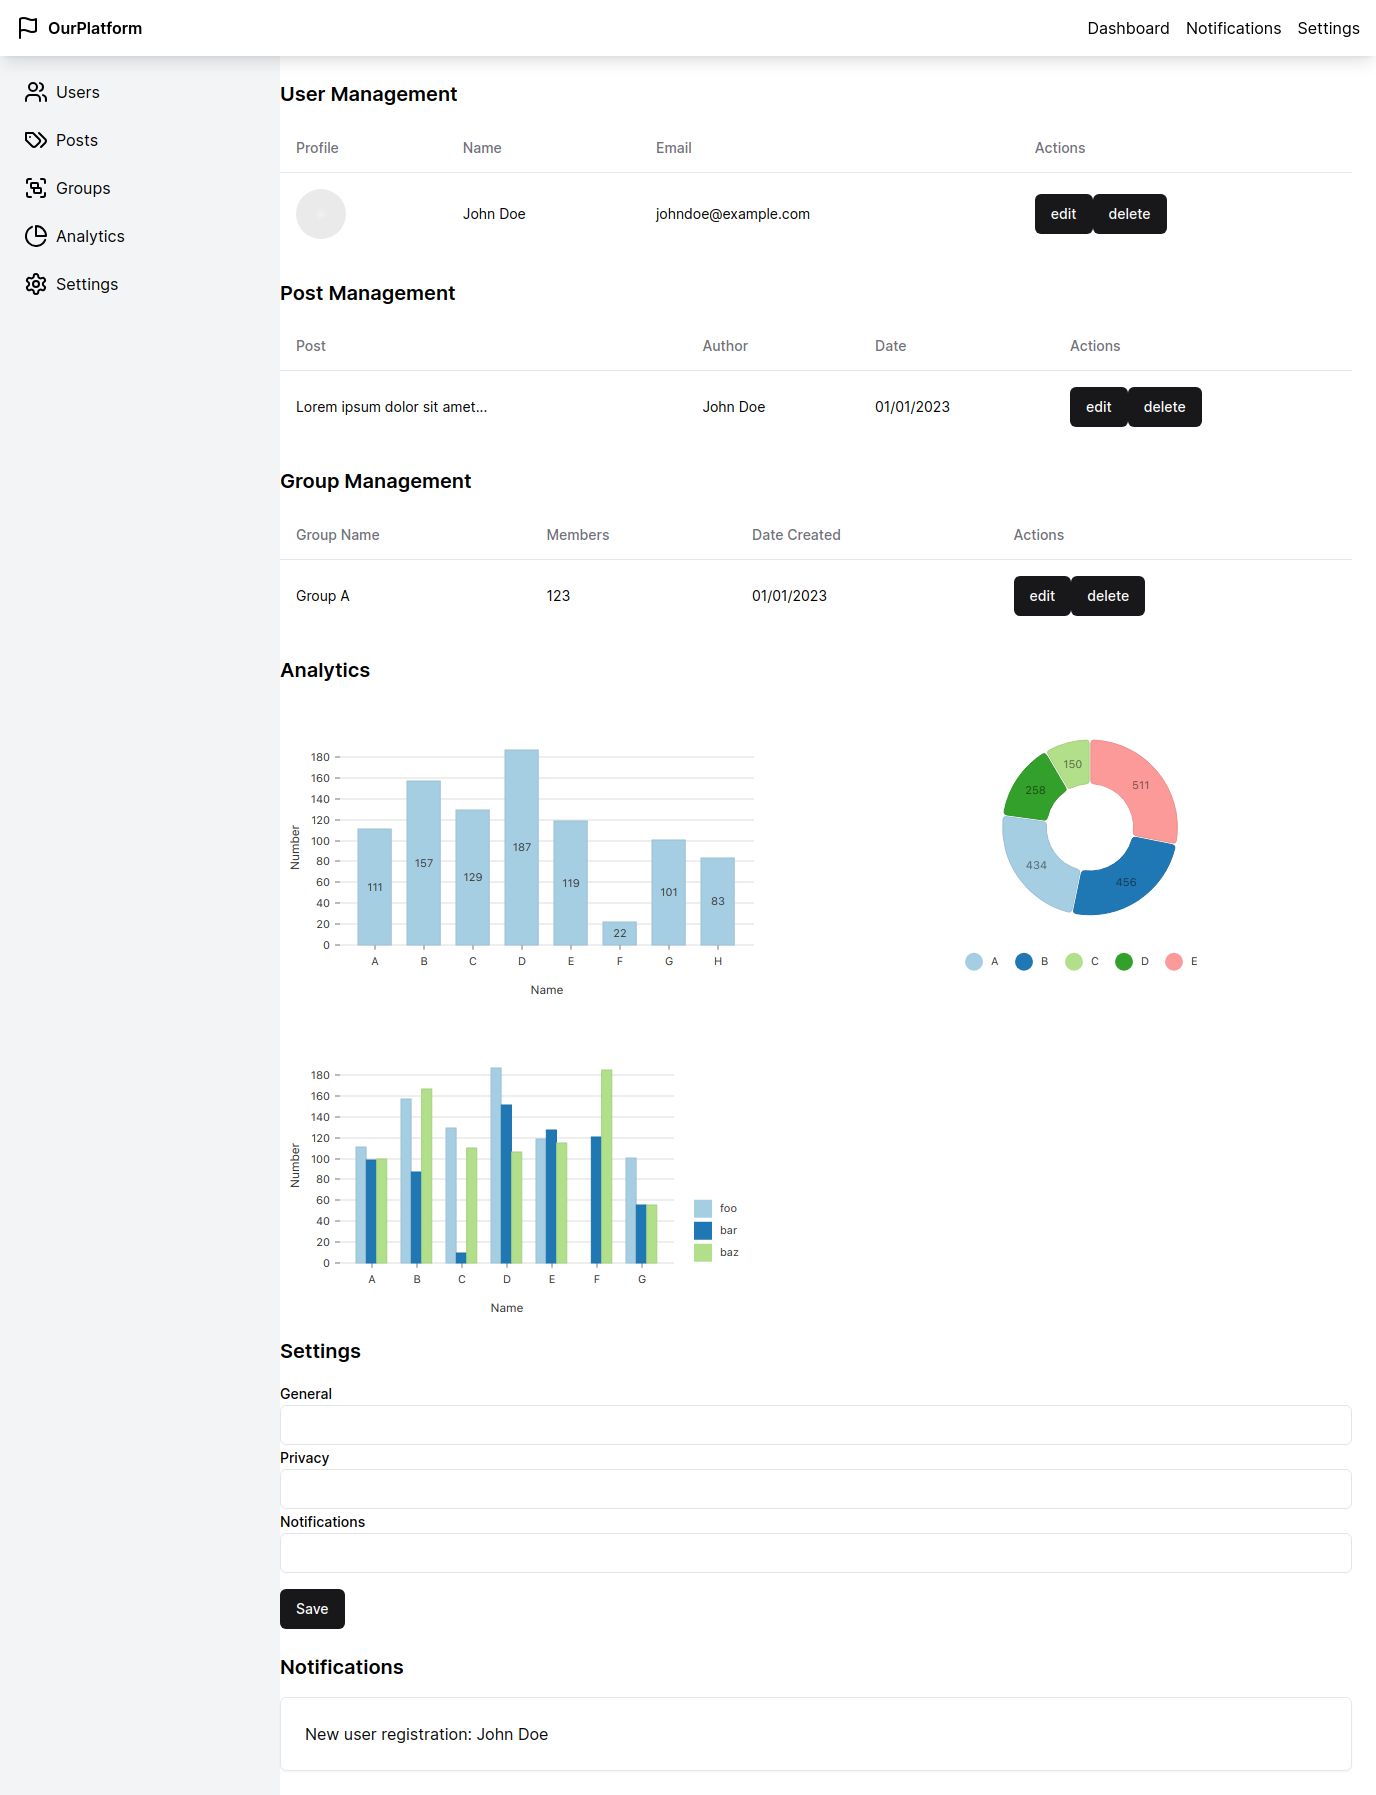 OurPlatform
Dashboard Notifications Settings
Users
Posts
Groups
Analytics
Settings
User Management
Profile Name Email Actions
John Doe johndoe@example.com edit delete
Post Management
Post Author Date Actions
Lorem ipsum dolor sit amet... John Doe 01/01/2023 edit delete
Group Management
Group Name Members Date Created Actions
Group A 123 01/01/2023 edit delete
Analytics
Number
180
160
140
120
100
80
60
40
20
0
111 157 129 187 119 22 101 83
A B C D E F G H
Name
150
511
258
434
456
A B C D E
Number
180
160
140
120
100
80
60
40
20
0
A B C D E F G
Name
foo
bar
baz
Settings
General
Privacy
Notifications
Save
Notifications
New user registration: John Doe